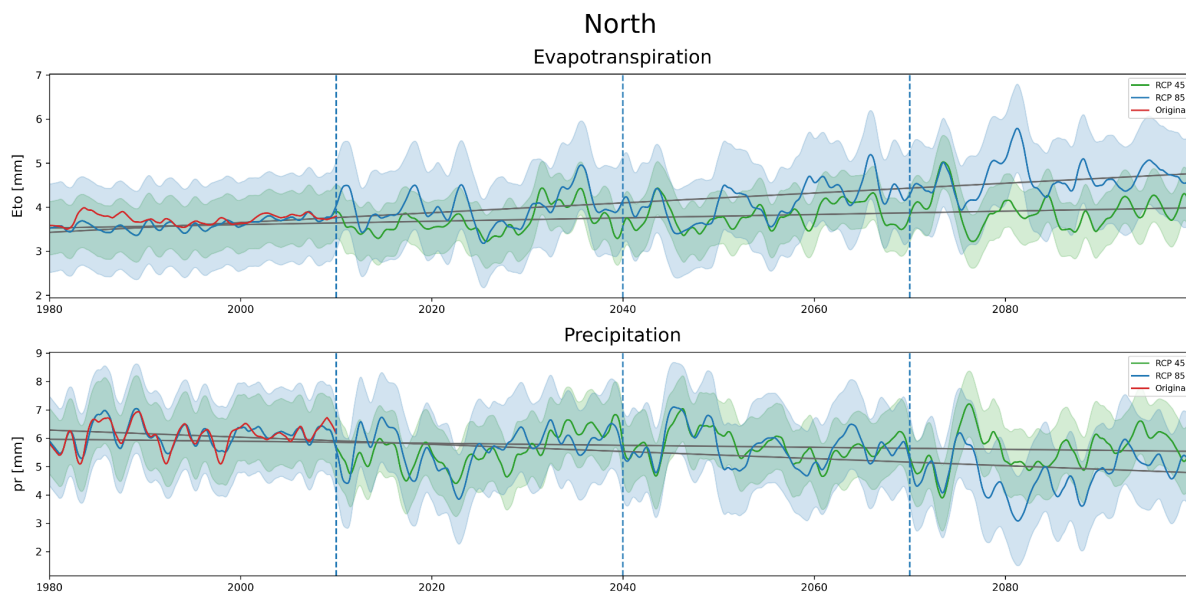 North
Evapotranspiration
7
6
5
4
3
2
Eto [mm]
RCP 45
RCP 85
Original
1980
2000
2020
2040
2060
2080
Precipitation
9
8
7
6
5
4
3
2
pr [mm]
RCP 45
RCP 85
Original
1980
2000
2020
2040
2060
2080